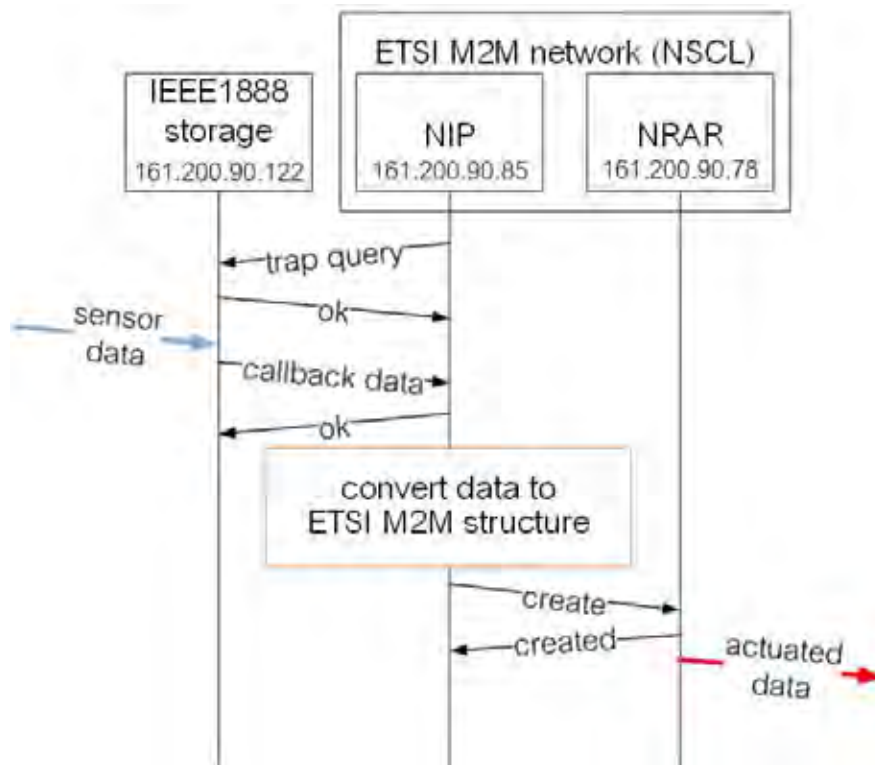 ETSI M2M network (NSCL)
IEEE1888
storage
161.200.90.122
NIP
161.200.90.85
NRAR
161.200.90.78
trap query
ok
sensor
data
callback data
ok
convert data to
ETSI M2M structure
create
created
actuated
data